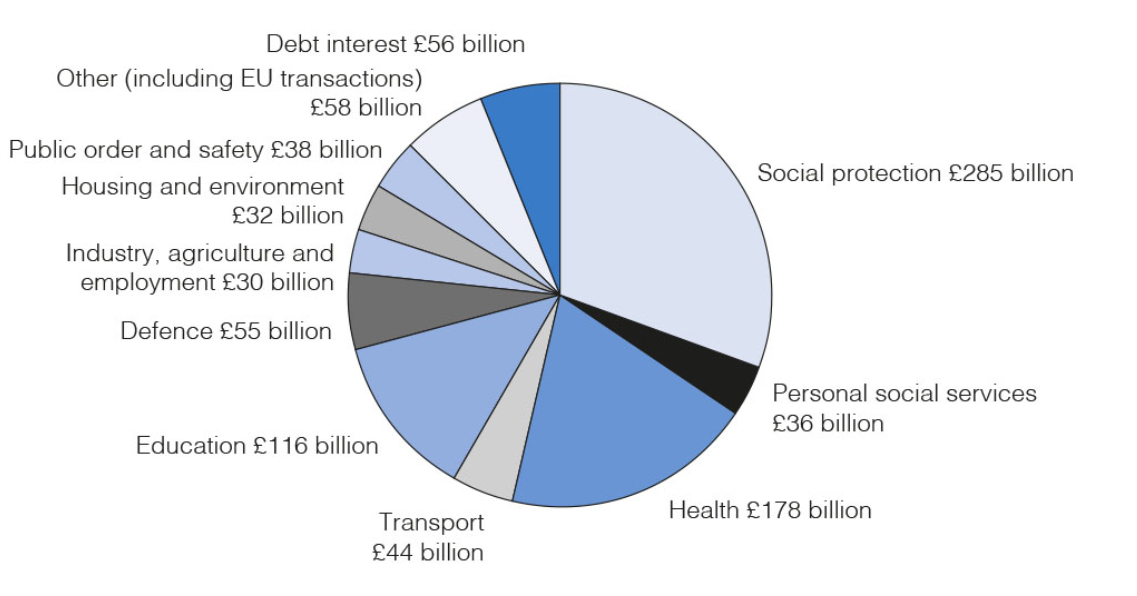 Debt interest £56 billion
Other (including EU transactions)
£58 billion
Public order and safety £38 billion
Housing and environment
£32 billion
Industry, agriculture and
employment £30 billion
Defence £55 billion
Education £116 billion
Transport
£44 billion
Social protection £285 billion
Personal social services
£36 billion
Health £178 billion